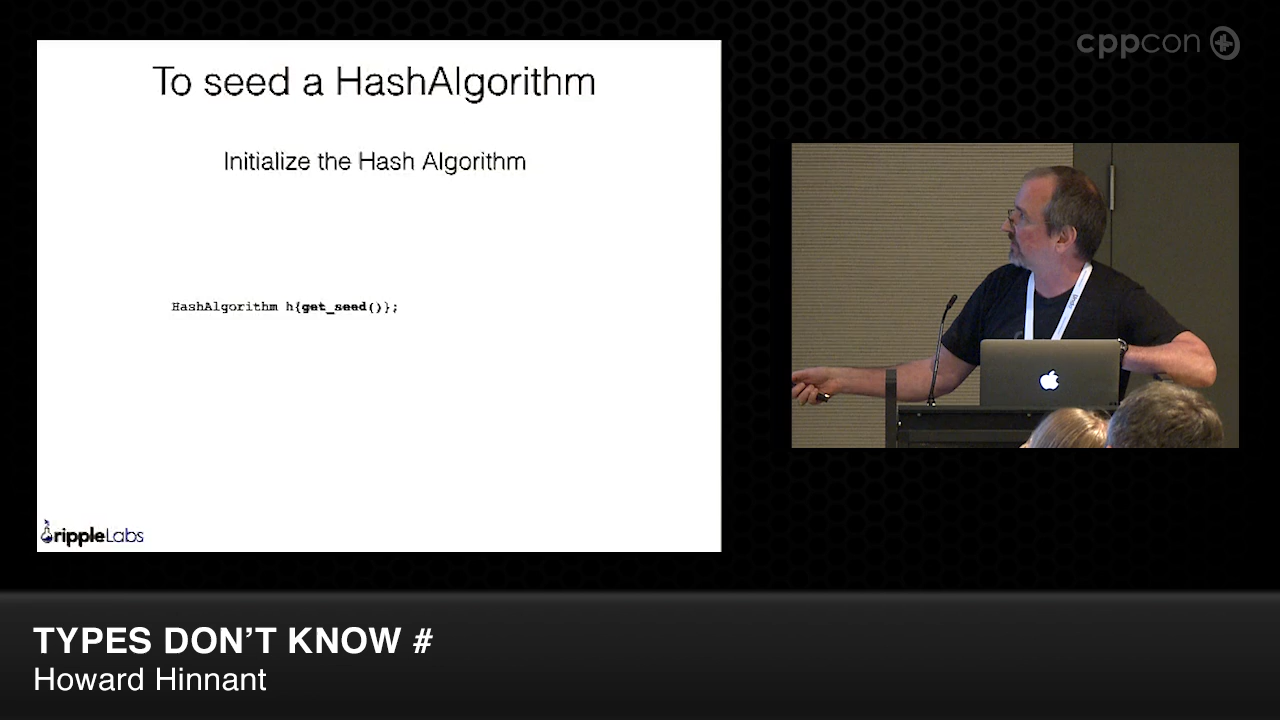 cppcon
To seed a HashAlgorithm
Initialize the Hash Algorithm
HashAlgorithm h{get_seed()};
rippleLabs
TYPES DON'T KNOW #
Howard Hinnant